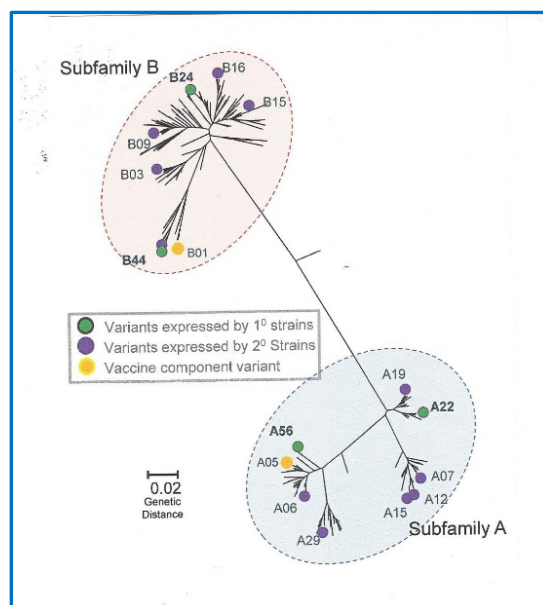 Subfamily B
B24
B16
B15
B09
B03
B44
B01
Variants expressed by 1⁰ strains
Variants expressed by 2⁰ Strains
Vaccine component variant
A19
A22
A56
A05
A07
A06
A15
A12
A29
0.02
Genetic
Distance
Subfamily A